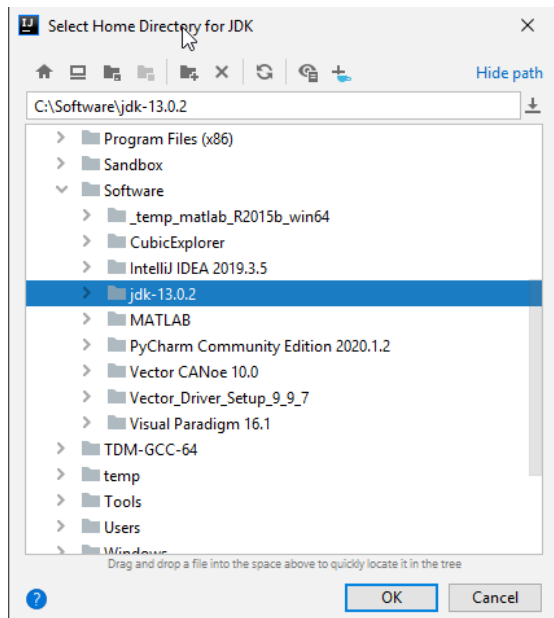 IJ Select Home Directory for JDK
Hide path
C:\Software\jdk-13.0.2
Program Files (x86)
Sandbox
Software
_temp_matlab_R2015b_win64
CubicExplorer
IntelliJ IDEA 2019.3.5
jdk-13.0.2
MATLAB
PyCharm Community Edition 2020.1.2
Vector CANoe 10.0
Vector_Driver_Setup_9_9_7
Visual Paradigm 16.1
TDM-GCC-64
temp
Tools
Users
Windows
Drag and drop a file into the space above to quickly locate it in the tree
? OK Cancel